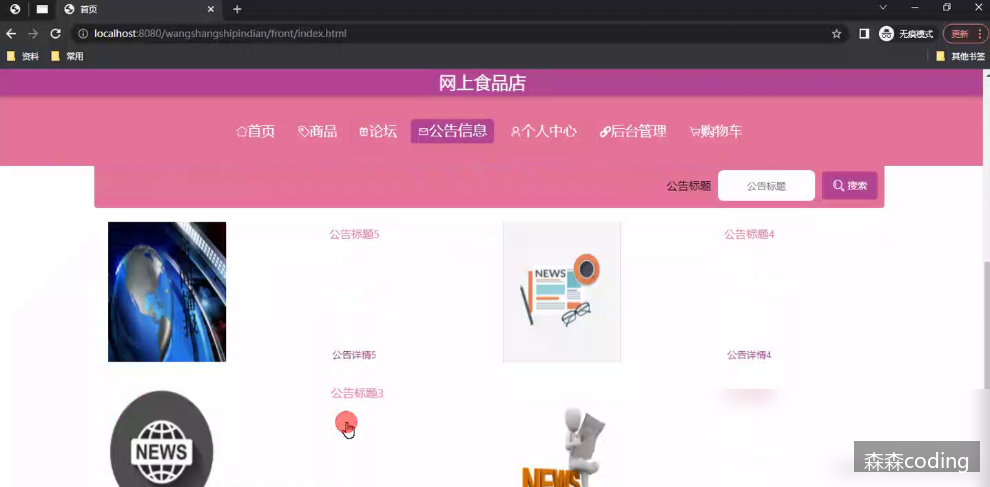 首页
localhost:8080/wangshangshipindian/front/index.html
无痕模式
更新
资料
常用
其他书签
网上食品店
首页
商品
论坛
公告信息
个人中心
后台管理
购物车
公告标题
公告标题
搜索
公告标题5
NEWS
公告标题4
公告详情5
公告详情4
公告标题3
NEWS
NEWS
森森coding